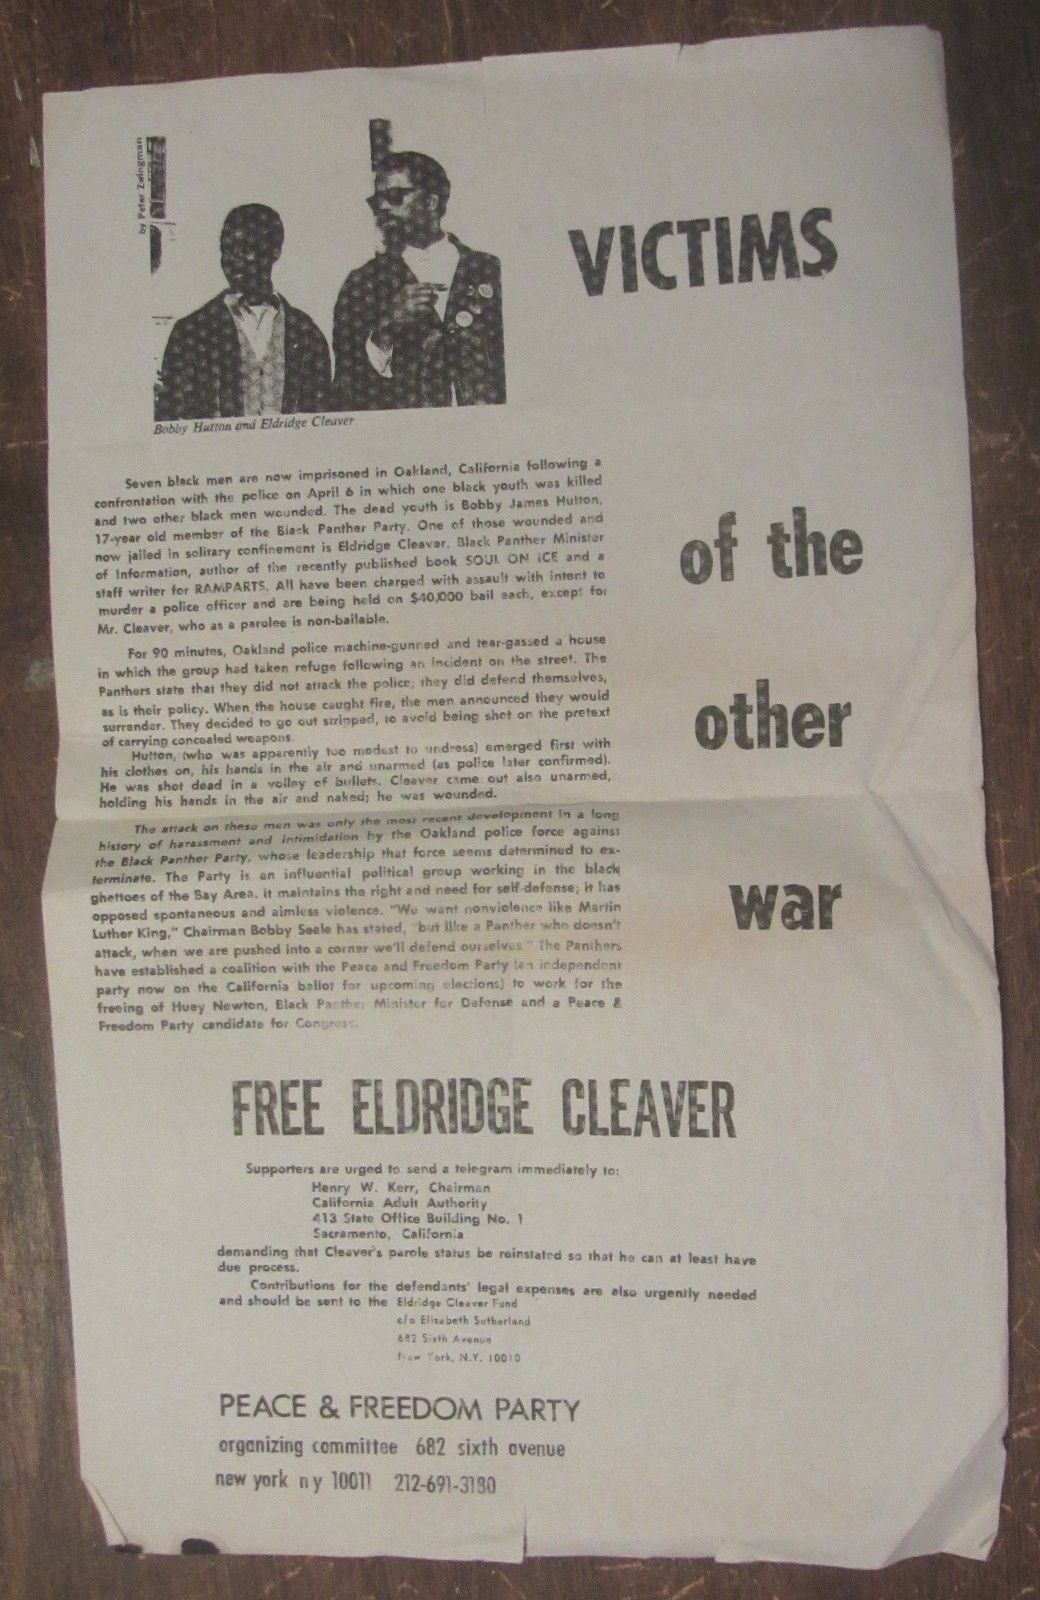 by Peter Zwingman
VICTIMS
of the
other
war
Bobby Hutton and Eldridge Cleaver
Seven black men are now imprisoned in Oakland, California following a
confrontation with the police on April 6 in which one black youth was killed
and two other black men wounded. The dead youth is Bobby James Hutton,
17-year old member of the Black Panther Party. One of those wounded and
now jailed in solitary confinement is Eldridge Cleaver, Black Panther Minister
of Information, author of the recently published book SOUL ON ICE and a
staff writer for RAMPARTS. All have been charged with assault with intent to
murder a police officer and are being held on $40,000 bail each, except for
Mr. Cleaver, who as a parolee is non-bailable.
For 90 minutes, Oakland police machine-gunned and tear-gassed a house
in which the group had taken refuge following an incident on the street. The
Panthers state that they did not attack the police; they did defend themselves,
as is their policy. When the house caught fire, the men announced they would
surrender. They decided to go out stripped, to avoid being shot on the pretext
of carrying concealed weapons.
Hutton, (who was apparently too modest to undress) emerged first with
his clothes on, his hands in the air and unarmed (as police later confirmed).
He was shot dead in a volley of bullets. Cleaver came out also unarmed,
holding his hands in the air and naked; he was wounded.
The attack on these men was only the most recent development in a long
history of harassment and intimidation by the Oakland police force against
the Black Panther Party, whose leadership that force seems determined to ex-
terminate. The Party is an influential political group working in the black
ghettoes of the Bay Area. It maintains the right and need for self-defense; it has
opposed spontaneous and aimless violence. "We want nonviolence like Martin
Luther King," Chairman Bobby Seale has stated, "but like a Panther who doesn't
attack, when we are pushed into a corner we'll defend ourselves." The Panthers
have established a coalition with the Peace and Freedom Party (an independent
party now on the California ballot for upcoming elections) to work for the
freeing of Huey Newton, Black Panther Minister for Defense and a Peace &
Freedom Party candidate for Congress.
FREE ELDRIDGE CLEAVER
Supporters are urged to send a telegram immediately to:
Henry W. Kerr, Chairman
California Adult Authority
413 State Office Building No. 1
Sacramento, California
demanding that Cleaver's parole status be reinstated so that he can at least have
due process.
Contributions for the defendants' legal expenses are also urgently needed
and should be sent to the Eldridge Cleaver Fund
c/o Elizabeth Sutherland
682 Sixth Avenue
New York, N.Y. 10010
PEACE & FREEDOM PARTY
organizing committee 682 sixth avenue
new york n y 10011 212-691-3180